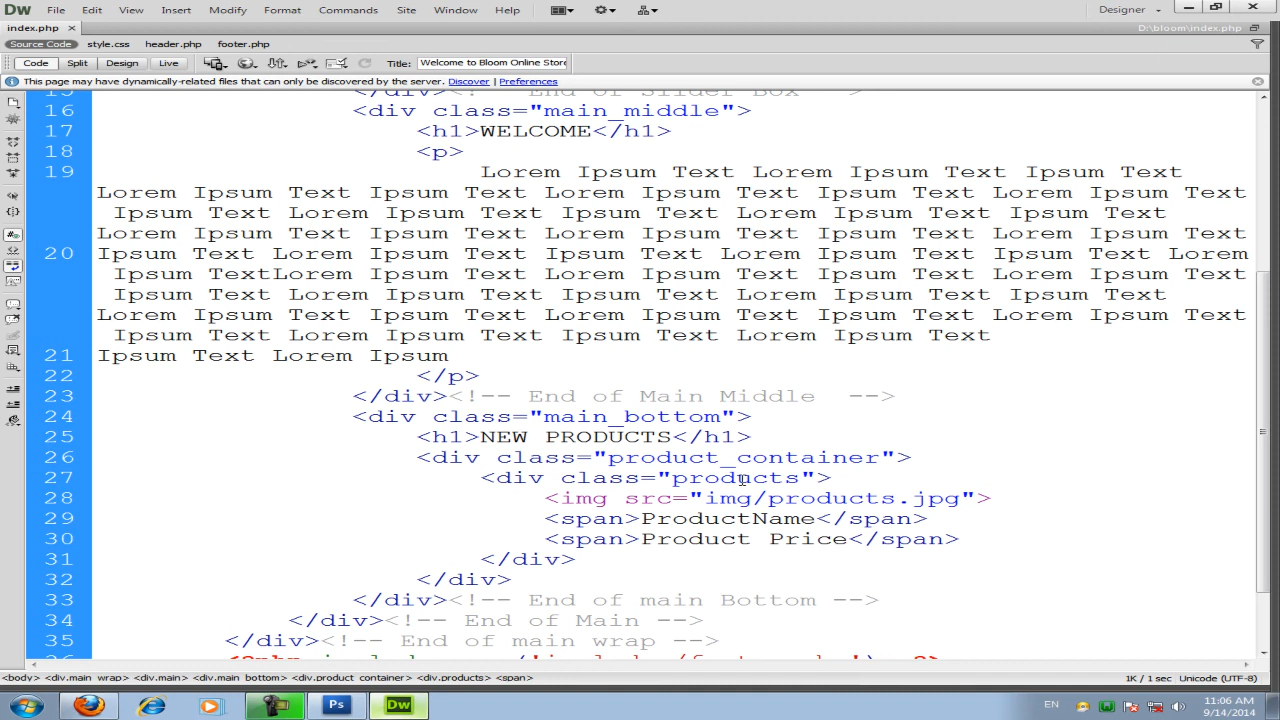 Dw File Edit View Insert Modify Format Commands Site Window Help Designer
index.php D:\bloom\index.php
Source Code style.css header.php footer.php
Code Split Design Live Title: Welcome to Bloom Online Store
This page may have dynamically-related files that can only be discovered by the server. Discover Preferences
15 </div><!-- End of Slider Box -->
16 <div class="main_middle">
17 <h1>WELCOME</h1>
18 <p>
19 Lorem Ipsum Text Lorem Ipsum Text Ipsum Text
Lorem Ipsum Text Ipsum Text Lorem Ipsum Text Ipsum Text Lorem Ipsum Text
Ipsum Text Lorem Ipsum Text Ipsum Text Lorem Ipsum Text Ipsum Text
Lorem Ipsum Text Ipsum Text Lorem Ipsum Text Ipsum Text Lorem Ipsum Text
20 Ipsum Text Lorem Ipsum Text Ipsum Text Lorem Ipsum Text Ipsum Text Lorem
Ipsum TextLorem Ipsum Text Ipsum Text Lorem Ipsum Text Ipsum Text Lorem Ipsum Text
Ipsum Text Lorem Ipsum Text Ipsum Text Lorem Ipsum Text Ipsum Text
Lorem Ipsum Text Ipsum Text Lorem Ipsum Text Ipsum Text Lorem Ipsum Text
Ipsum Text Lorem Ipsum Text Ipsum Text Lorem Ipsum Text
21 Ipsum Text Lorem Ipsum
22 </p>
23 </div><!-- End of Main Middle -->
24 <div class="main_bottom">
25 <h1>NEW PRODUCTS</h1>
26 <div class="product_container">
27 <div class="products">
28 <img src="img/products.jpg">
29 <span>ProductName</span>
30 <span>Product Price</span>
31 </div>
32 </div>
33 </div><!-- End of main Bottom -->
34 </div><!-- End of Main -->
35 </div><!-- End of main wrap -->
<body> <div.main_wrap> <div.main> <div.main_bottom> <div.product_container> <div.products> <span> 1K / 1 sec Unicode (UTF-8)
Ps Dw EN 11:06 AM
9/14/2014